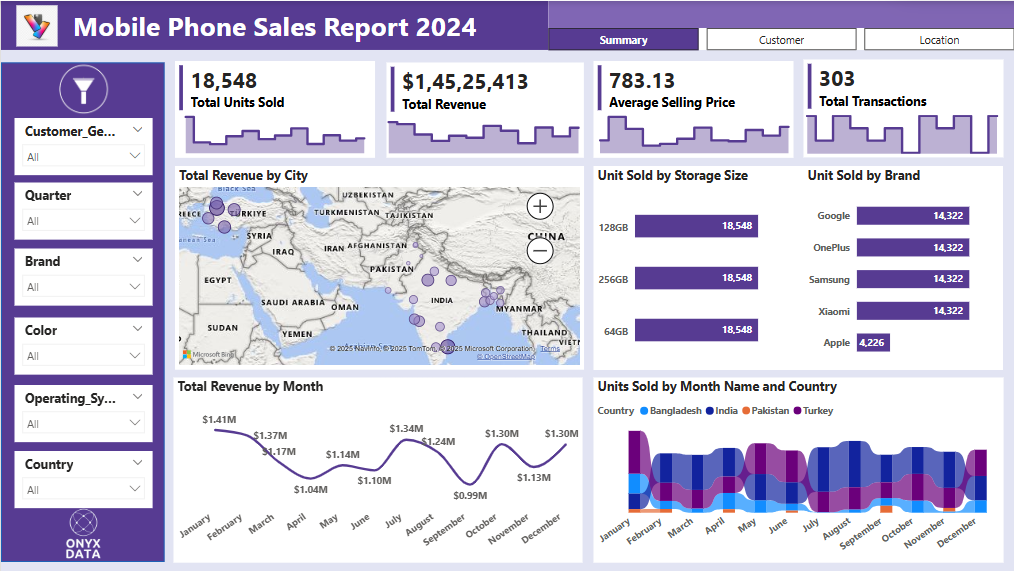 Mobile Phone Sales Report 2024
Summary
Customer
Location
Customer_Ge...
All
Quarter
All
Brand
All
Color
All
Operating_Sy...
All
Country
All
ONYX
DATA
18,548
Total Units Sold
$1,45,25,413
Total Revenue
783.13
Average Selling Price
303
Total Transactions
Total Revenue by City
Black Sea
GREECE
TÜRKIYE
UZBEKISTAN
TURKMENISTAN
TAJIKISTAN
CHINA
SYRIA
IRAQ
IRAN
AFGHANISTAN
PAKISTAN
EGYPT
SAUDI ARABIA
OMAN
INDIA
MYANMAR
SUDAN
YEMEN
THAILAND
Microsoft Bing
Arabian Sea
© 2025 TomTom, © 2025 Microsoft Corporation,
Terms
© OpenStreetMap
Unit Sold by Storage Size
128GB
18,548
256GB
18,548
64GB
18,548
Unit Sold by Brand
Google
14,322
OnePlus
14,322
Samsung
14,322
Xiaomi
14,322
Apple
4,226
Total Revenue by Month
$1.41M
$1.37M
$1.17M
$1.04M
$1.14M
$1.10M
$1.34M
$1.24M
$0.99M
$1.30M
$1.13M
$1.30M
January
February
March
April
May
June
July
August
September
October
November
December
Units Sold by Month Name and Country
Country
Bangladesh
India
Pakistan
Turkey
January
February
March
April
May
June
July
August
September
October
November
December